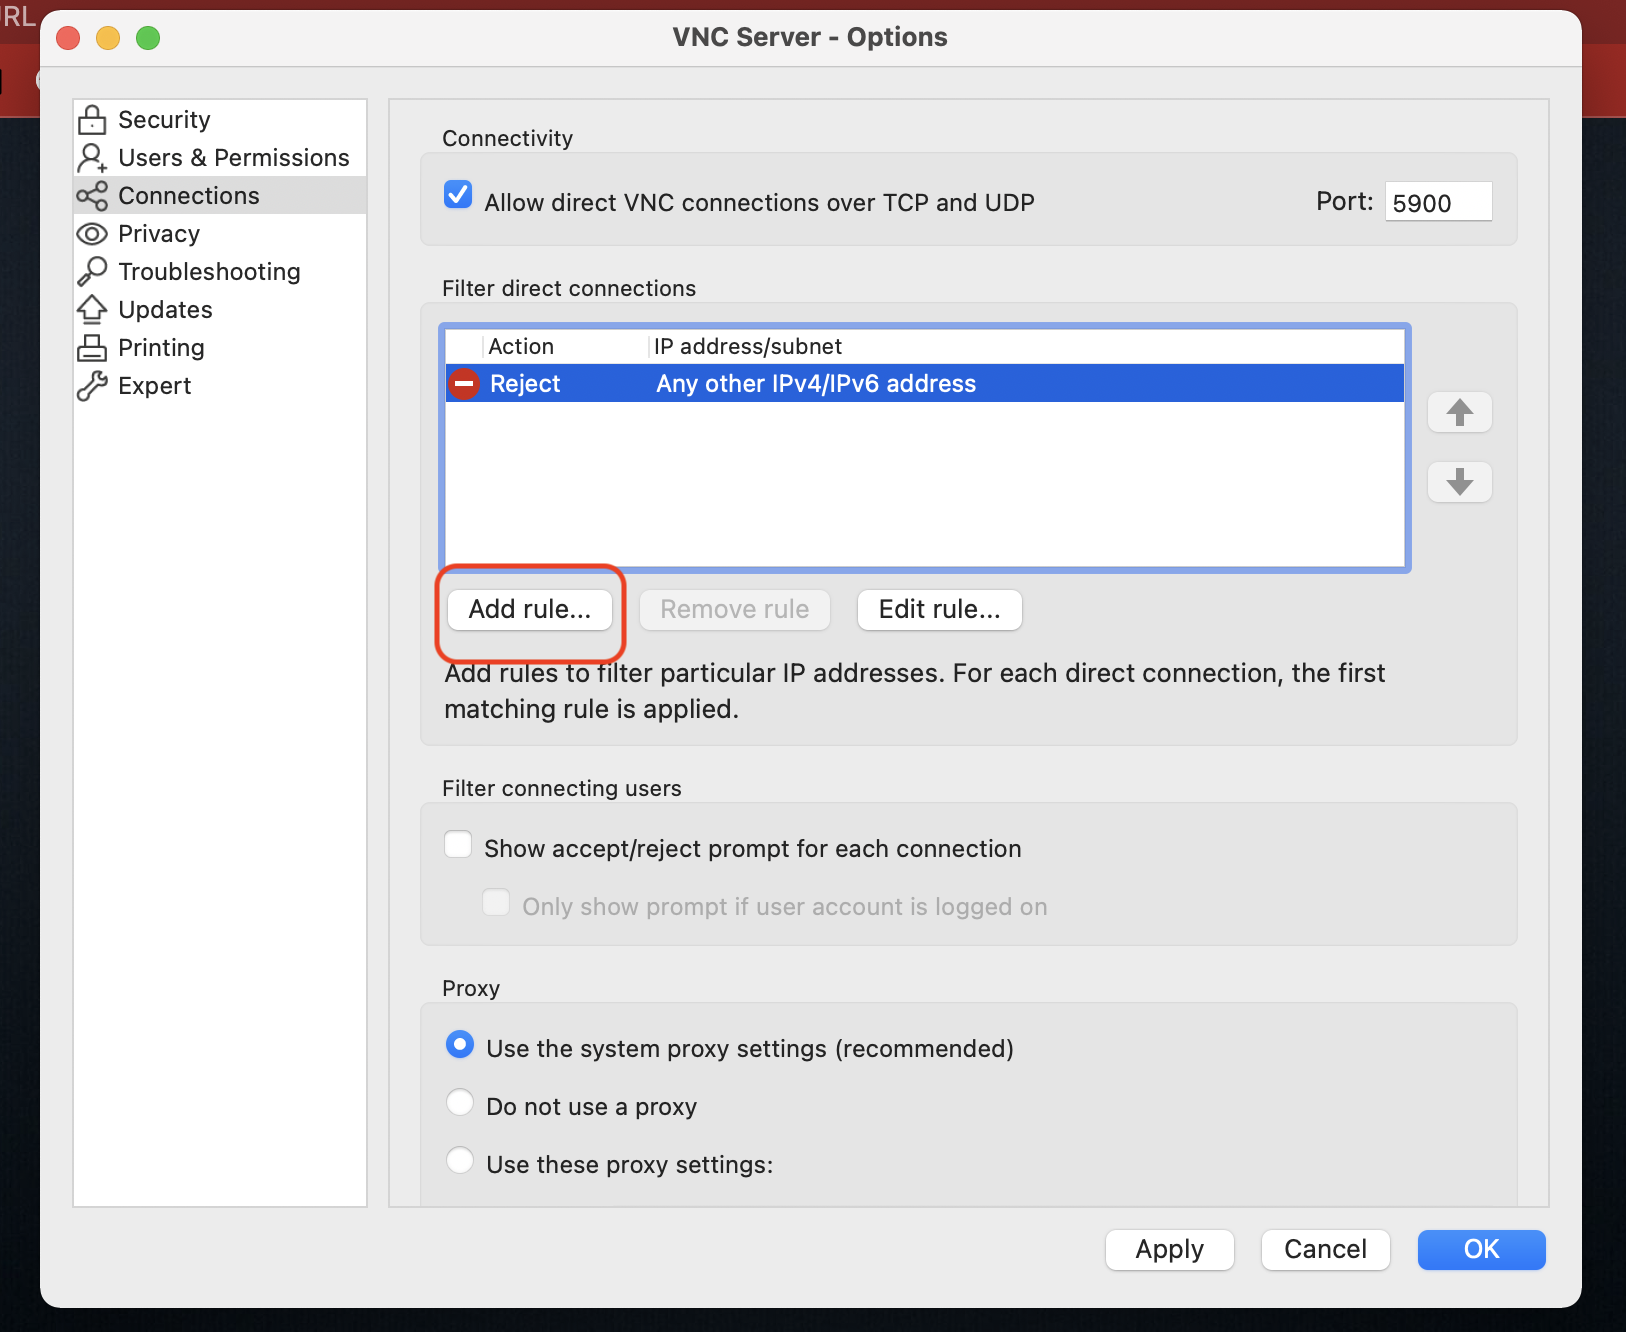 RL
VNC Server - Options
Security
Users & Permissions
Connections
Privacy
Troubleshooting
Updates
Printing
Expert
Connectivity
Allow direct VNC connections over TCP and UDP
Port: 5900
Filter direct connections
Action IP address/subnet
Reject Any other IPv4/IPv6 address
Add rule...
Remove rule
Edit rule...
Add rules to filter particular IP addresses. For each direct connection, the first
matching rule is applied.
Filter connecting users
Show accept/reject prompt for each connection
Only show prompt if user account is logged on
Proxy
Use the system proxy settings (recommended)
Do not use a proxy
Use these proxy settings:
Apply
Cancel
OK